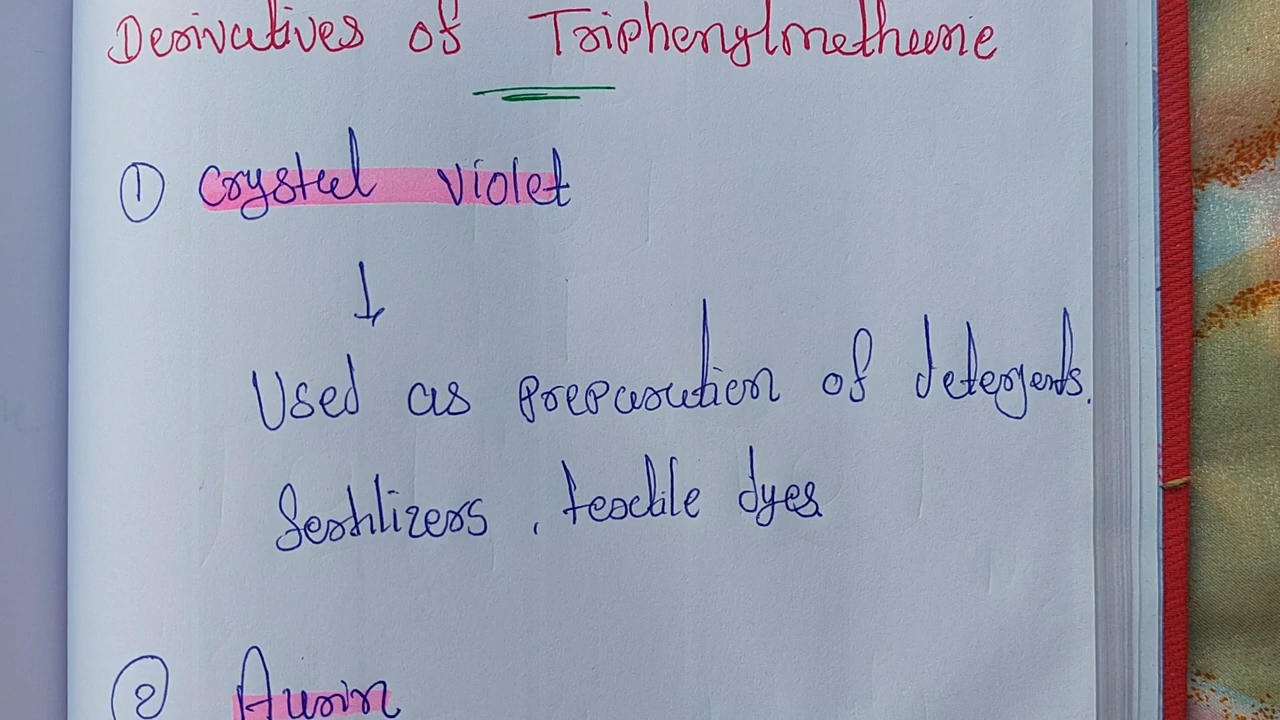 Derivatives of Triphenylmethane
① Crystal violet
↓
Used as preparation of detergents.
fertilizers, textile dyes
② Aurin